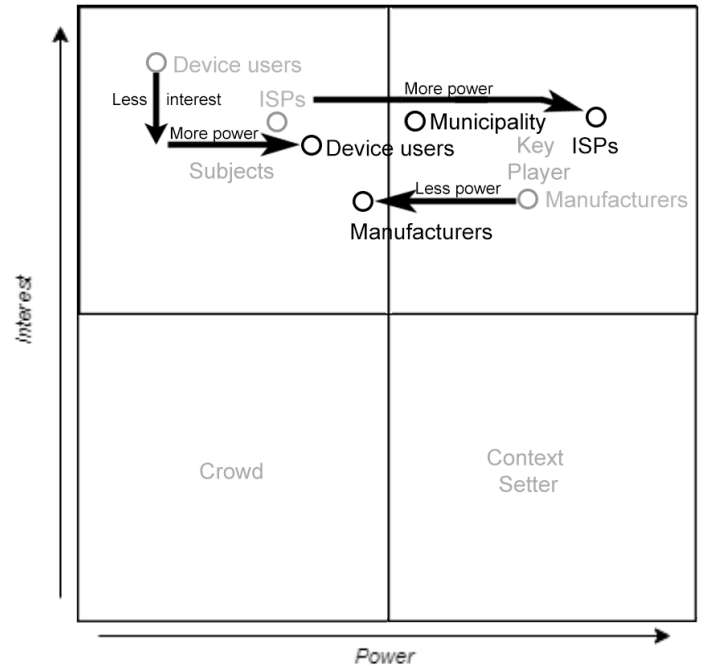 Device users
Less interest
ISPs
More power
More power
Municipality
Device users
Key
Player
ISPs
Subjects
Less power
Manufacturers
Manufacturers
Interest
Crowd
Context
Setter
Power